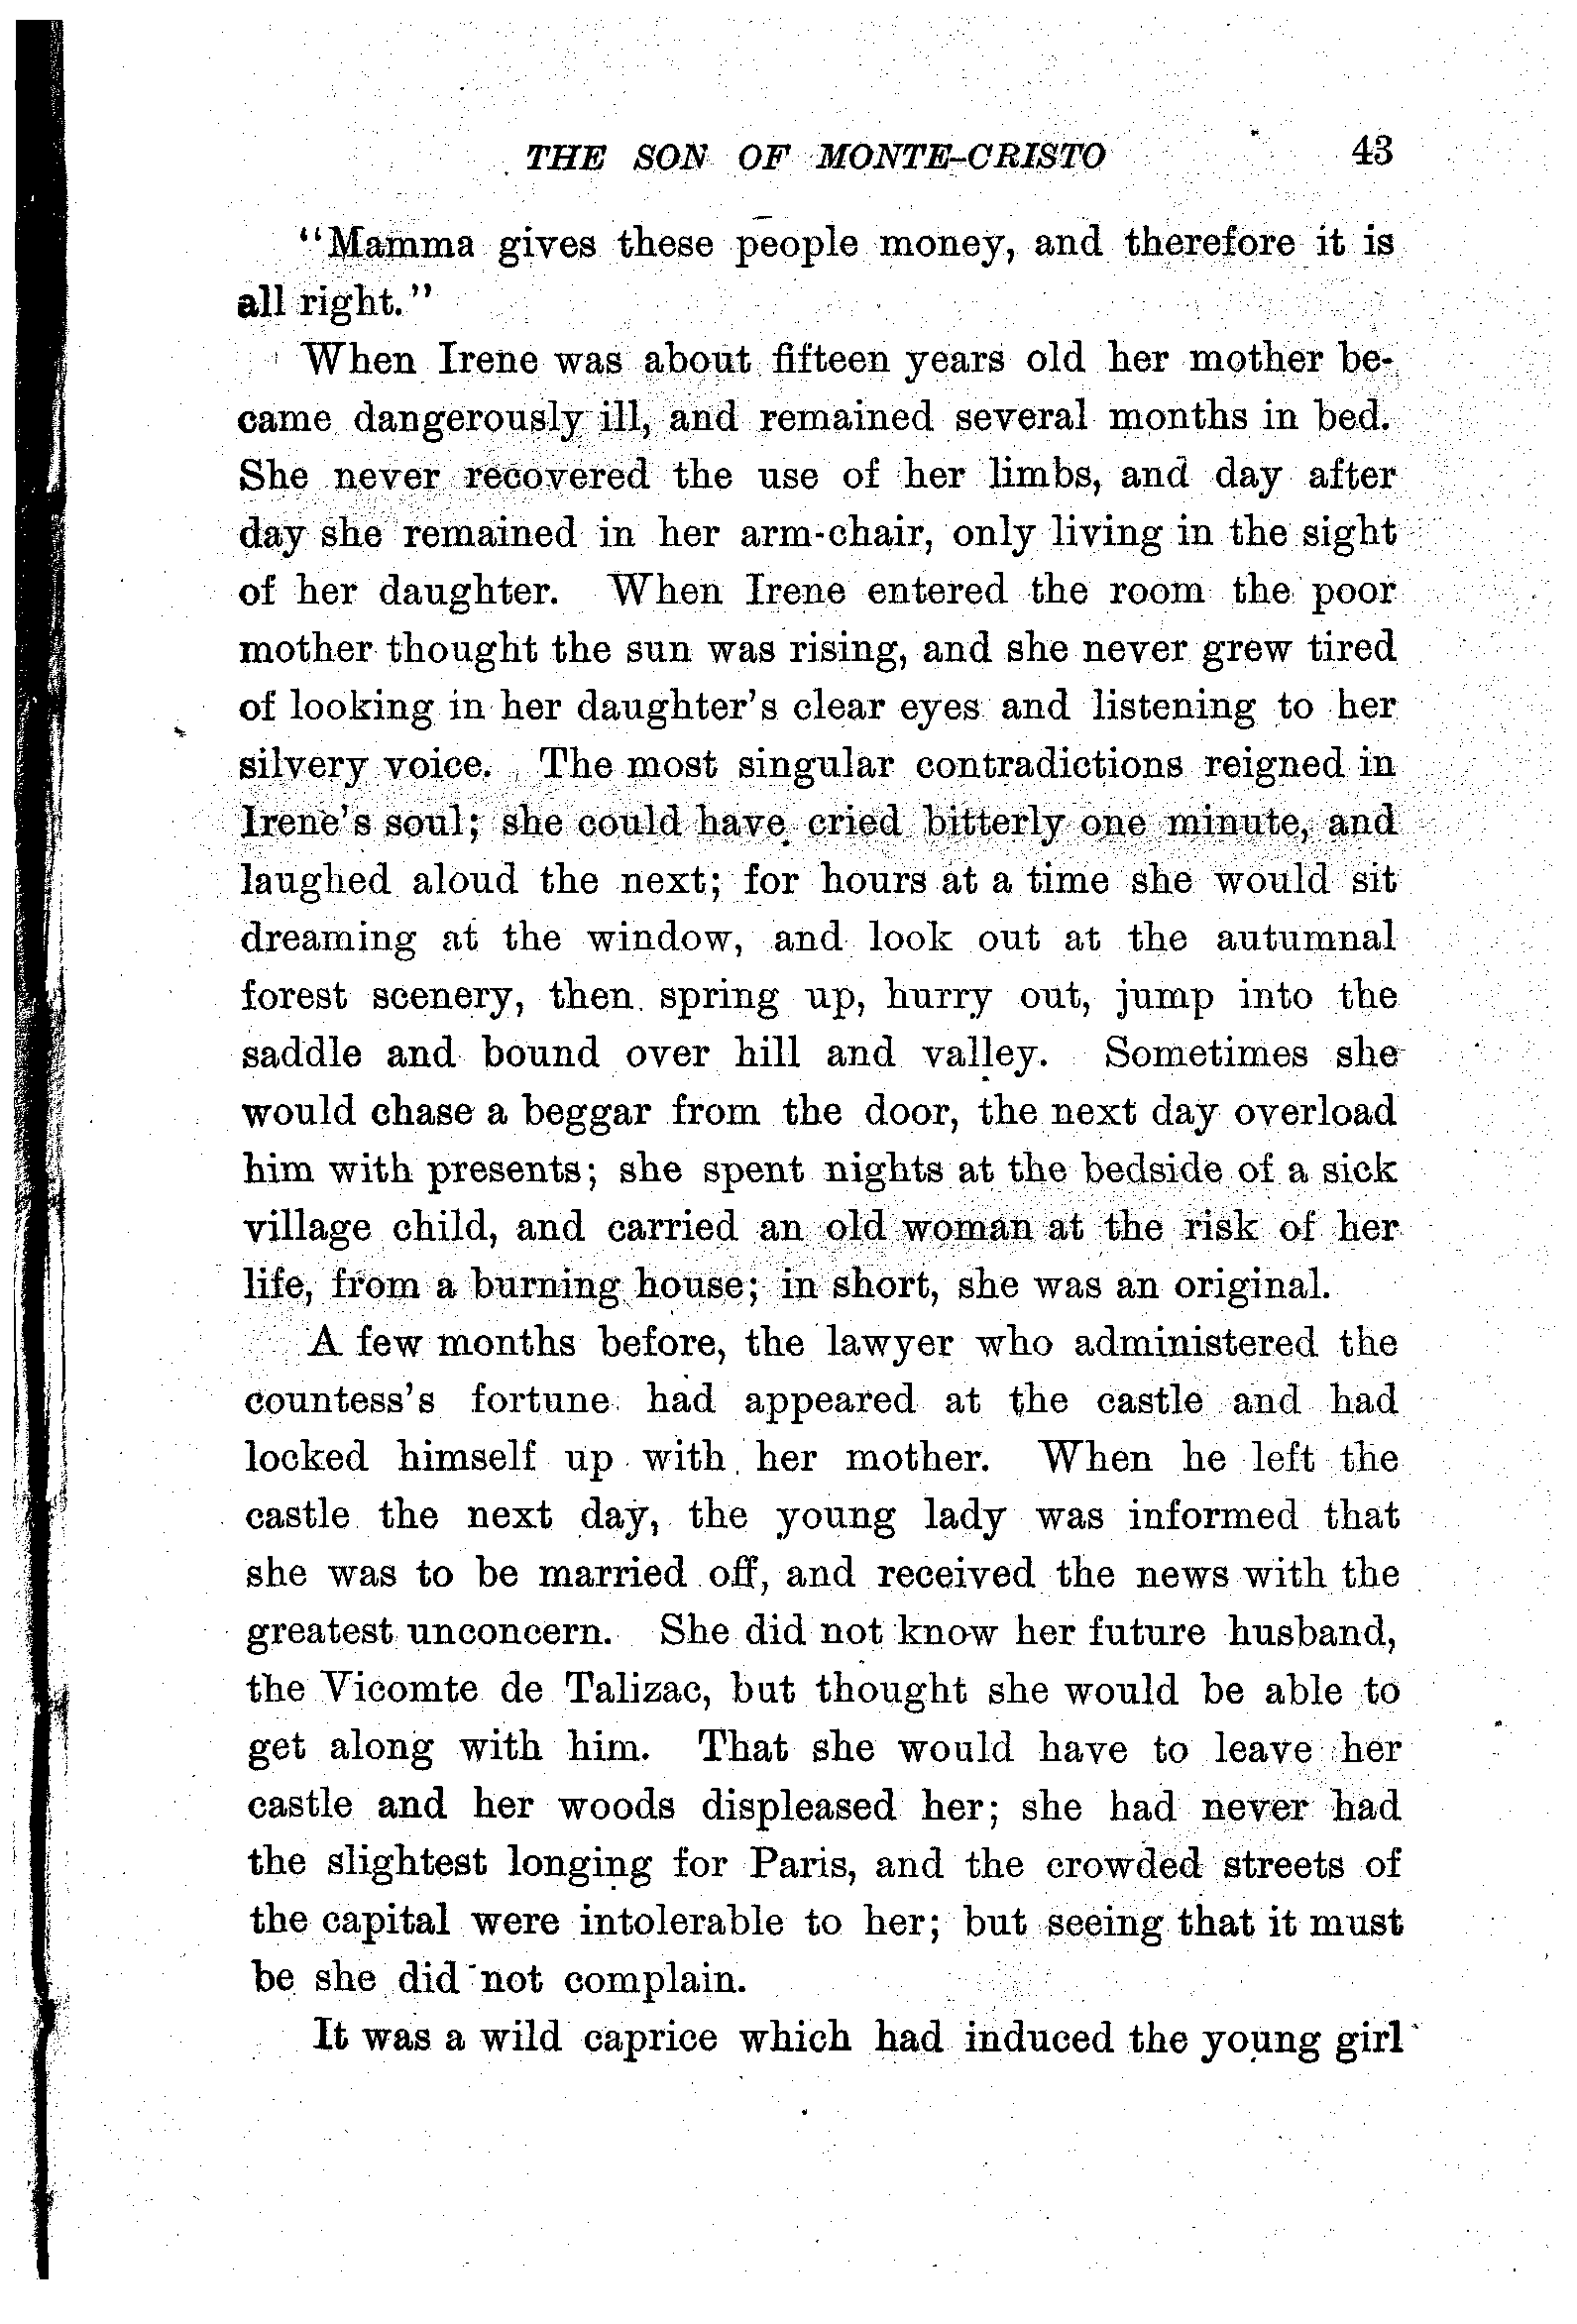 THE SON OF MONTE-CRISTO 43
"Mamma gives these people money, and therefore it is
all right."
When Irene was about fifteen years old her mother be-
came dangerously ill, and remained several months in bed.
She never recovered the use of her limbs, and day after
day she remained in her arm-chair, only living in the sight
of her daughter. When Irene entered the room the poor
mother thought the sun was rising, and she never grew tired
of looking in her daughter's clear eyes and listening to her
silvery voice. The most singular contradictions reigned in
Irene's soul; she could have cried bitterly one minute, and
laughed aloud the next; for hours at a time she would sit
dreaming at the window, and look out at the autumnal
forest scenery, then spring up, hurry out, jump into the
saddle and bound over hill and valley. Sometimes she
would chase a beggar from the door, the next day overload
him with presents; she spent nights at the bedside of a sick
village child, and carried an old woman at the risk of her
life, from a burning house; in short, she was an original.
A few months before, the lawyer who administered the
countess's fortune had appeared at the castle and had
locked himself up with her mother. When he left the
castle the next day, the young lady was informed that
she was to be married off, and received the news with the
greatest unconcern. She did not know her future husband,
the Vicomte de Talizac, but thought she would be able to
get along with him. That she would have to leave her
castle and her woods displeased her; she had never had
the slightest longing for Paris, and the crowded streets of
the capital were intolerable to her; but seeing that it must
be she did not complain.
It was a wild caprice which had induced the young girl